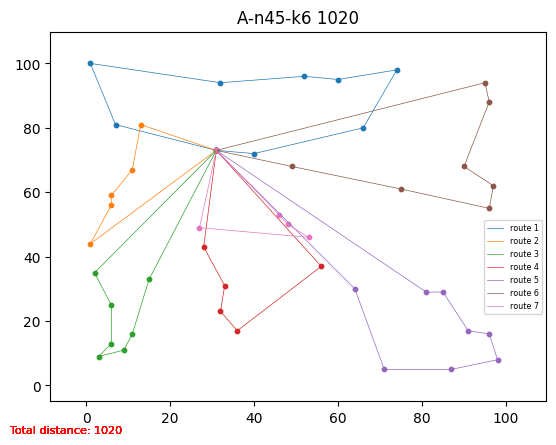 A-n45-k6 1020
100
80
60
40
20
0
0 20 40 60 80 100
route 1
route 2
route 3
route 4
route 5
route 6
route 7
Total distance: 1020